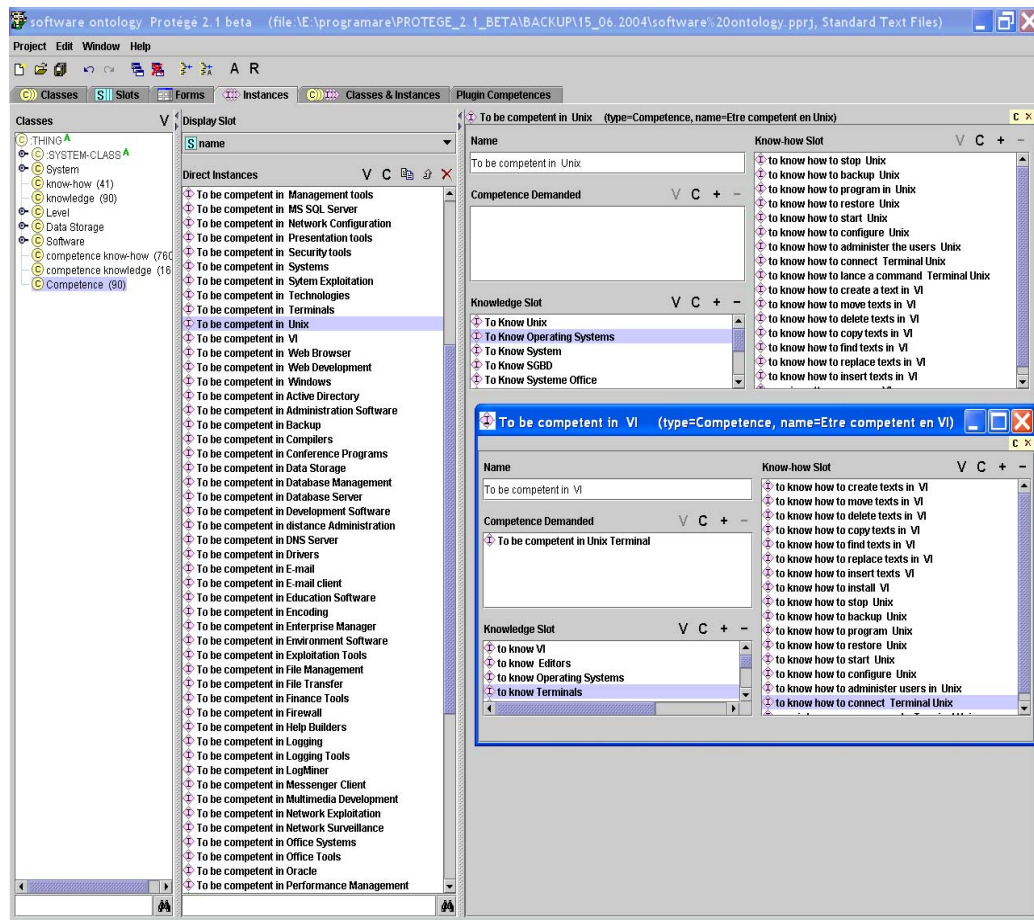 software ontology Protégé 2.1 beta (file:\E:\programare\PROTEGE_2.1_BETA\BACKUP\15_06.2004\software%20ontology.pprj, Standard Text Files)
Project Edit Window Help
A R
Classes Slots Forms Instances Classes & Instances Plugin Competences
Classes V
:THING A
:SYSTEM-CLASS A
System
know-how (41)
knowledge (90)
Level
Data Storage
Software
competence know-how (760
competence knowledge (16
Competence (90)
Display Slot
S name
Direct Instances V C
To be competent in Management tools
To be competent in MS SQL Server
To be competent in Network Configuration
To be competent in Presentation tools
To be competent in Security tools
To be competent in Systems
To be competent in Sytem Exploitation
To be competent in Technologies
To be competent in Terminals
To be competent in Unix
To be competent in VI
To be competent in Web Browser
To be competent in Web Development
To be competent in Windows
To be competent in Active Directory
To be competent in Administration Software
To be competent in Backup
To be competent in Compilers
To be competent in Conference Programs
To be competent in Data Storage
To be competent in Database Management
To be competent in Database Server
To be competent in Development Software
To be competent in distance Administration
To be competent in DNS Server
To be competent in Drivers
To be competent in E-mail
To be competent in E-mail client
To be competent in Education Software
To be competent in Encoding
To be competent in Enterprise Manager
To be competent in Environment Software
To be competent in Exploitation Tools
To be competent in File Management
To be competent in File Transfer
To be competent in Finance Tools
To be competent in Firewall
To be competent in Help Builders
To be competent in Logging
To be competent in Logging Tools
To be competent in LogMiner
To be competent in Messenger Client
To be competent in Multimedia Development
To be competent in Network Exploitation
To be competent in Network Surveillance
To be competent in Office Systems
To be competent in Office Tools
To be competent in Oracle
To be competent in Performance Management
To be competent in Unix (type=Competence, name=Etre competent en Unix) C ×
Name
To be competent in Unix
Competence Demanded V C + −
Knowledge Slot V C + −
To Know Unix
To Know Operating Systems
To Know System
To Know SGBD
To Know Systeme Office
Know-how Slot V C + −
to know how to stop Unix
to know how to backup Unix
to know how to program in Unix
to know how to restore Unix
to know how to start Unix
to know how to configure Unix
to know how to administer the users Unix
to know how to connect Terminal Unix
to know how to lance a command Terminal Unix
to know how to create a text in VI
to know how to move texts in VI
to know how to delete texts in VI
to know how to copy texts in VI
to know how to find texts in VI
to know how to replace texts in VI
to know how to insert texts in VI
To be competent in VI (type=Competence, name=Etre competent en VI)
C ×
Name
To be competent in VI
Competence Demanded V C + −
To be competent in Unix Terminal
Knowledge Slot V C + −
to know VI
to know Editors
to know Operating Systems
to know Terminals
Know-how Slot V C + −
to know how to create texts in VI
to know how to move texts in VI
to know how to delete texts in VI
to know how to copy texts in VI
to know how to find texts in VI
to know how to replace texts in VI
to know how to insert texts VI
to know how to install VI
to know how to stop Unix
to know how to backup Unix
to know how to program Unix
to know how to restore Unix
to know how to start Unix
to know how to configure Unix
to know how to administer users in Unix
to know how to connect Terminal Unix